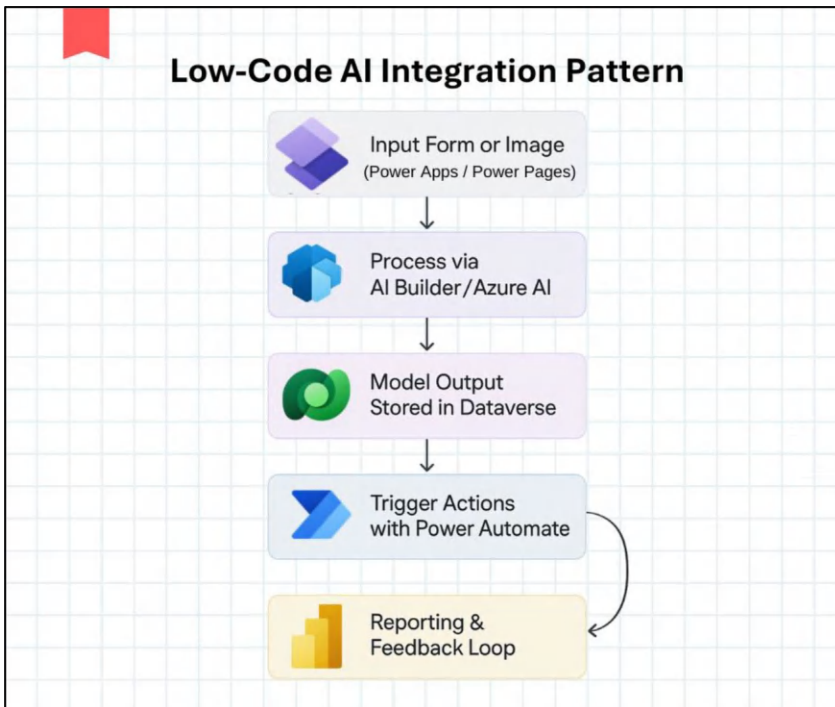 Low-Code AI Integration Pattern
Input Form or Image
(Power Apps / Power Pages)
Process via
AI Builder/Azure AI
Model Output
Stored in Dataverse
Trigger Actions
with Power Automate
Reporting &
Feedback Loop